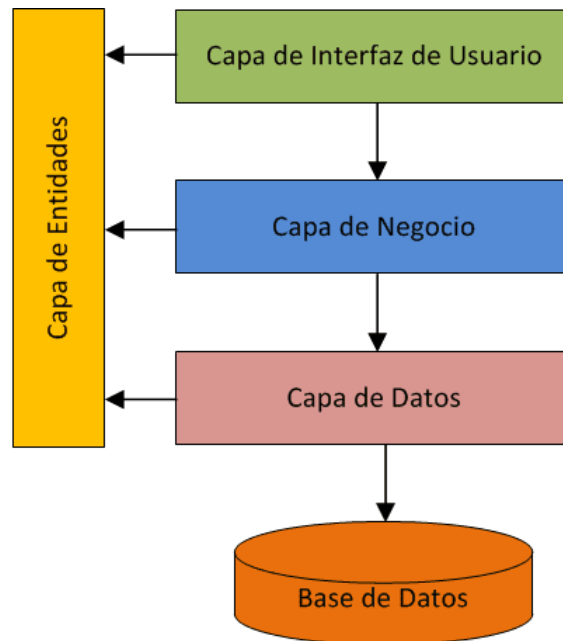 Capa de Interfaz de Usuario
Capa de Entidades
Capa de Negocio
Capa de Datos
Base de Datos